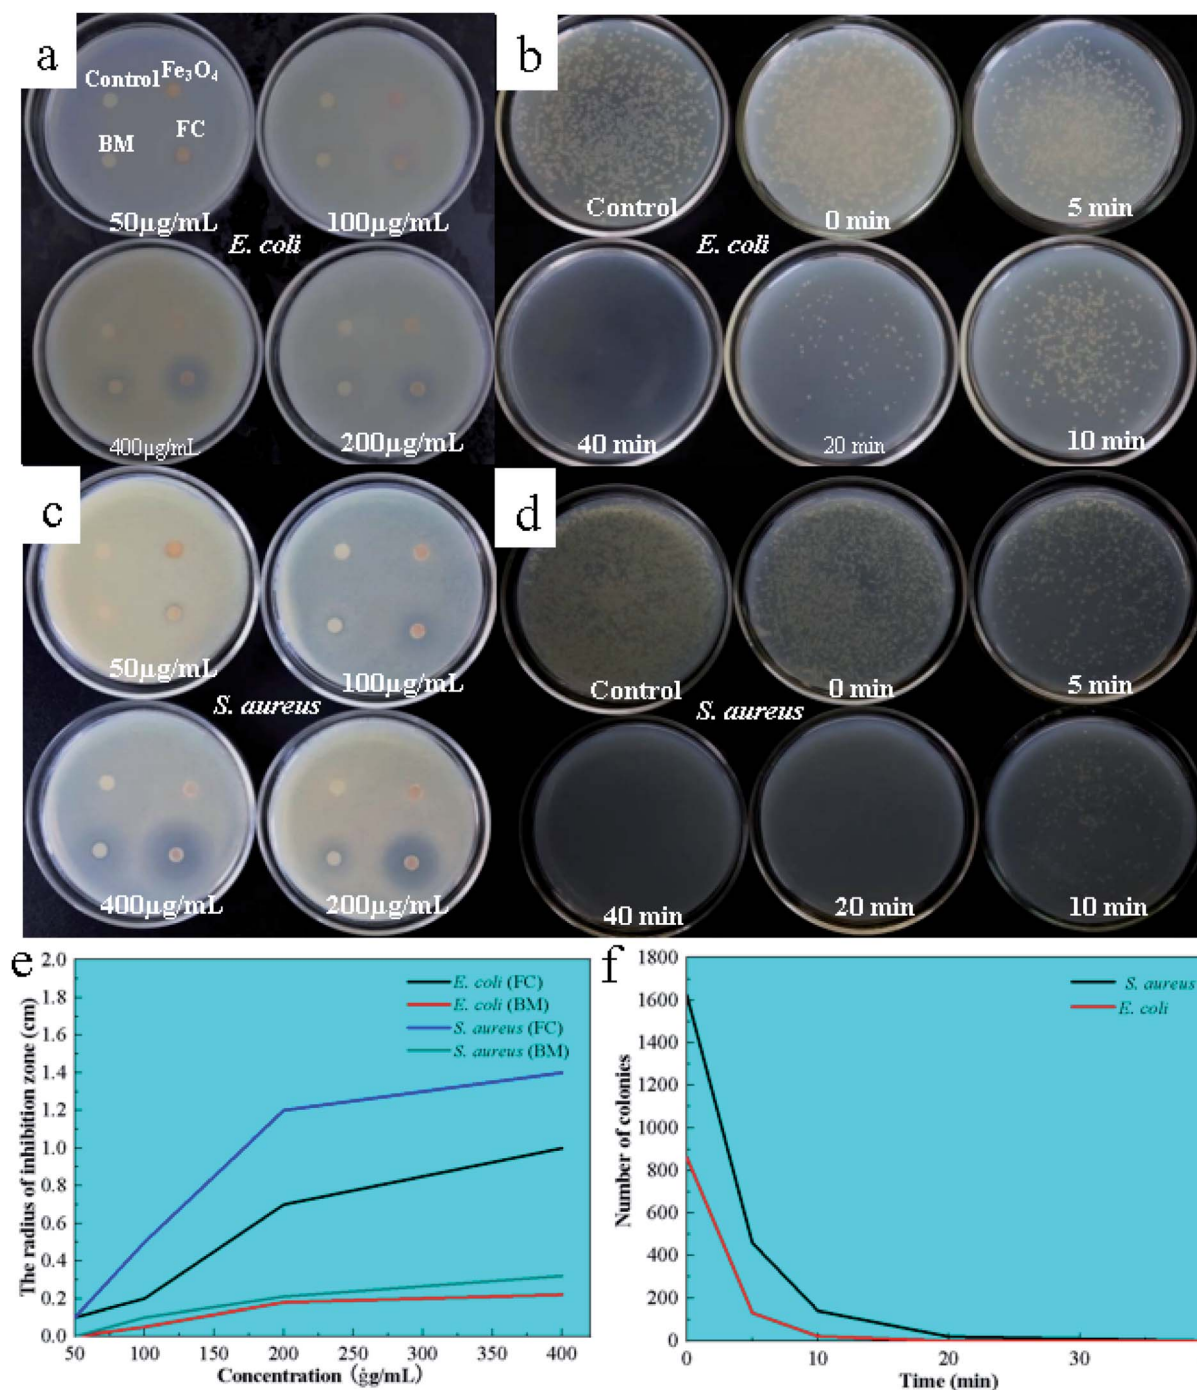 a
Control Fe₃O₄
BM FC
50μg/mL 100μg/mL
E. coli
400μg/mL 200μg/mL
b
Control 0 min 5 min
E. coli
40 min 20 min 10 min
c
50μg/mL 100μg/mL
S. aureus
400μg/mL 200μg/mL
d
Control 0 min 5 min
S. aureus
40 min 20 min 10 min
e
2.0
1.8
1.6
1.4
1.2
1.0
0.8
0.6
0.4
0.2
0.0
The radius of inhibition zone (cm)
E. coli (FC)
E. coli (BM)
S. aureus (FC)
S. aureus (BM)
50 100 150 200 250 300 350 400
Concentration (ġg/mL)
f
1800
1600
1400
1200
1000
800
600
400
200
0
Number of colonies
S. aureus
E. coli
0 10 20 30
Time (min)